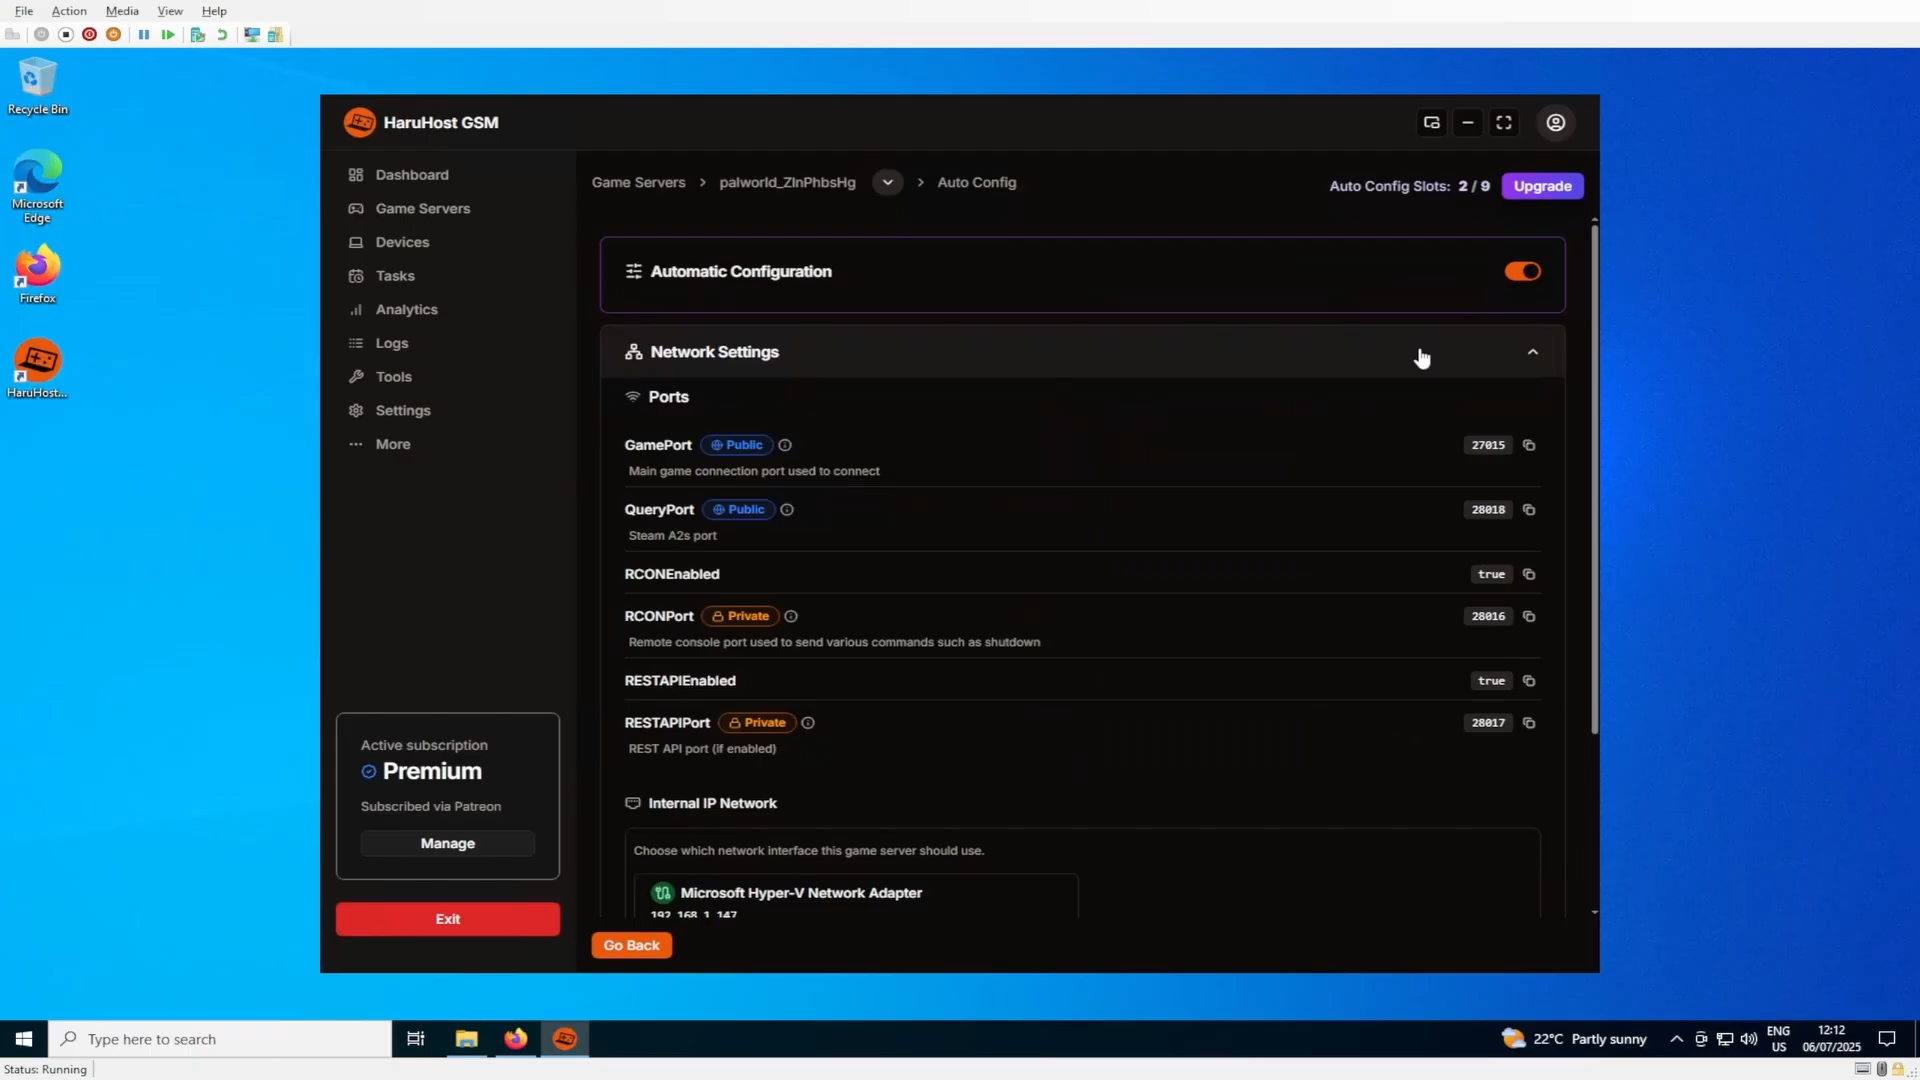 File Action Media View Help
Recycle Bin
Microsoft
Edge
Firefox
HaruHost...
HaruHost GSM
Dashboard
Game Servers
Devices
Tasks
Analytics
Logs
Tools
Settings
More
Active subscription
Premium
Subscribed via Patreon
Manage
Exit
Game Servers > palworld_ZlnPhbsHg > Auto Config
Auto Config Slots: 2 / 9 Upgrade
Automatic Configuration
Network Settings
Ports
GamePort Public 27015
Main game connection port used to connect
QueryPort Public 28018
Steam A2s port
RCONEnabled true
RCONPort Private 28016
Remote console port used to send various commands such as shutdown
RESTAPIEnabled true
RESTAPIPort Private 28017
REST API port (if enabled)
Internal IP Network
Choose which network interface this game server should use.
Microsoft Hyper-V Network Adapter
192.168.1.147
Go Back
Type here to search
22°C Partly sunny
ENG
US
12:12
06/07/2025
Status: Running